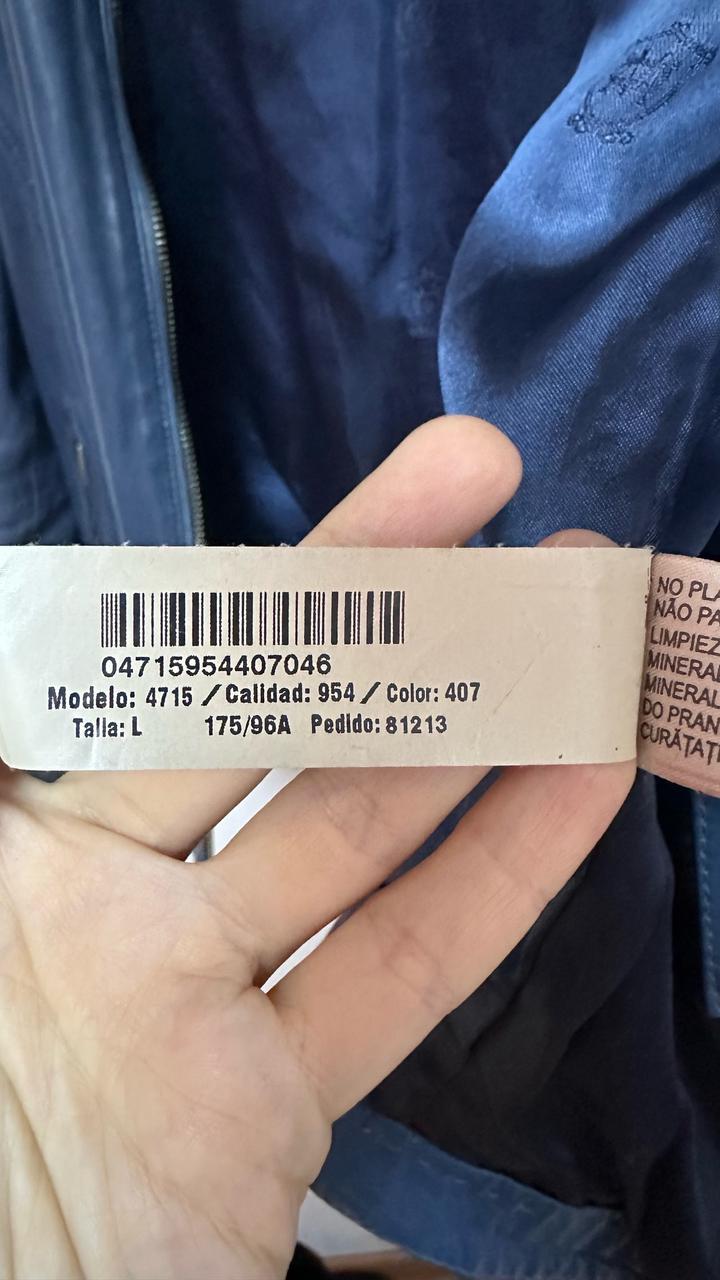 04715954407046
Modelo: 4715 / Calidad: 954 / Color: 407
Talla: L 175/96A Pedido: 81213
NO PLA
NÃO PA
LIMPIEZ
MINERAL
MINERAL
DO PRAN
CURĂȚAȚI